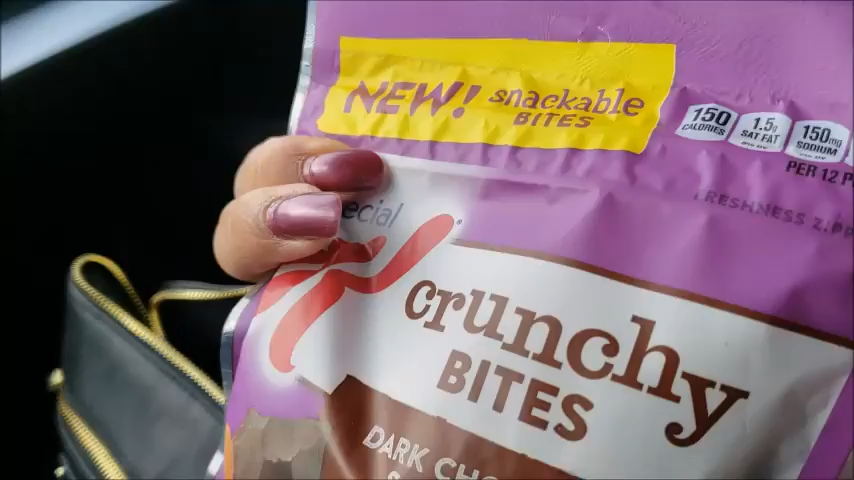 NEW! snackable
BITES
150
CALORIES
1.5g
SAT FAT
150mg
SODIUM
PER 12 P
FRESHNESS ZIPP
ecial
K
crunchy
BITES
DARK CHO